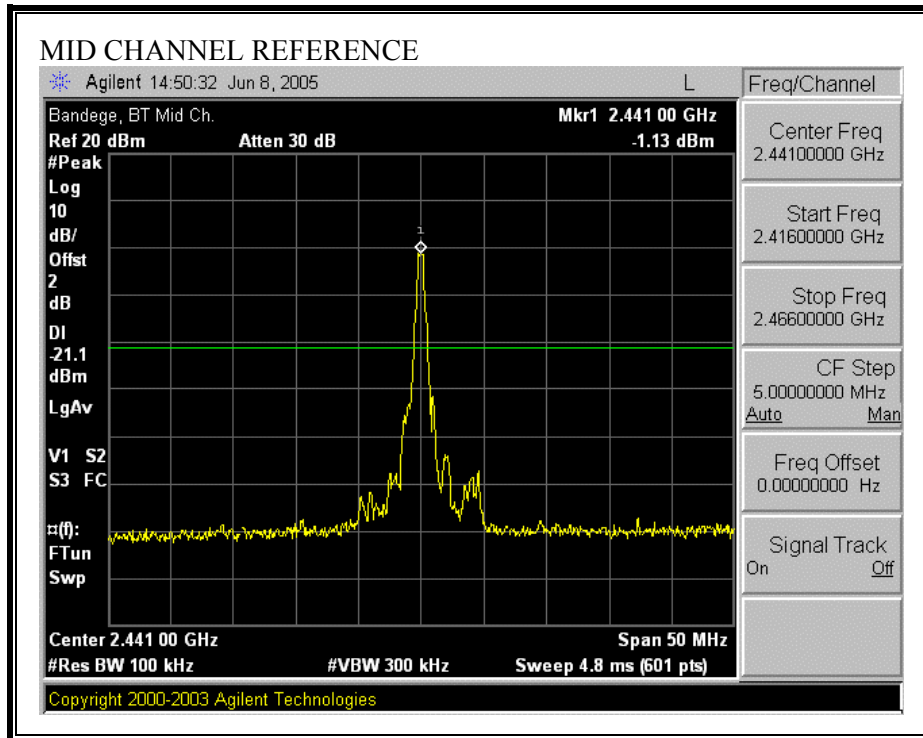 MID CHANNEL REFERENCE
Agilent 14:50:32 Jun 8, 2005 L
Freq/Channel
Bandege, BT Mid Ch. Mkr1 2.441 00 GHz
Ref 20 dBm Atten 30 dB -1.13 dBm
#Peak
Log
10
dB/
Offst
2
dB
DI
-21.1
dBm
LgAv
V1 S2
S3 FC
¤(f):
FTun
Swp
1
Center 2.441 00 GHz Span 50 MHz
#Res BW 100 kHz #VBW 300 kHz Sweep 4.8 ms (601 pts)
Center Freq
2.44100000 GHz
Start Freq
2.41600000 GHz
Stop Freq
2.46600000 GHz
CF Step
5.00000000 MHz
Auto Man
Freq Offset
0.00000000 Hz
Signal Track
On Off
Copyright 2000-2003 Agilent Technologies